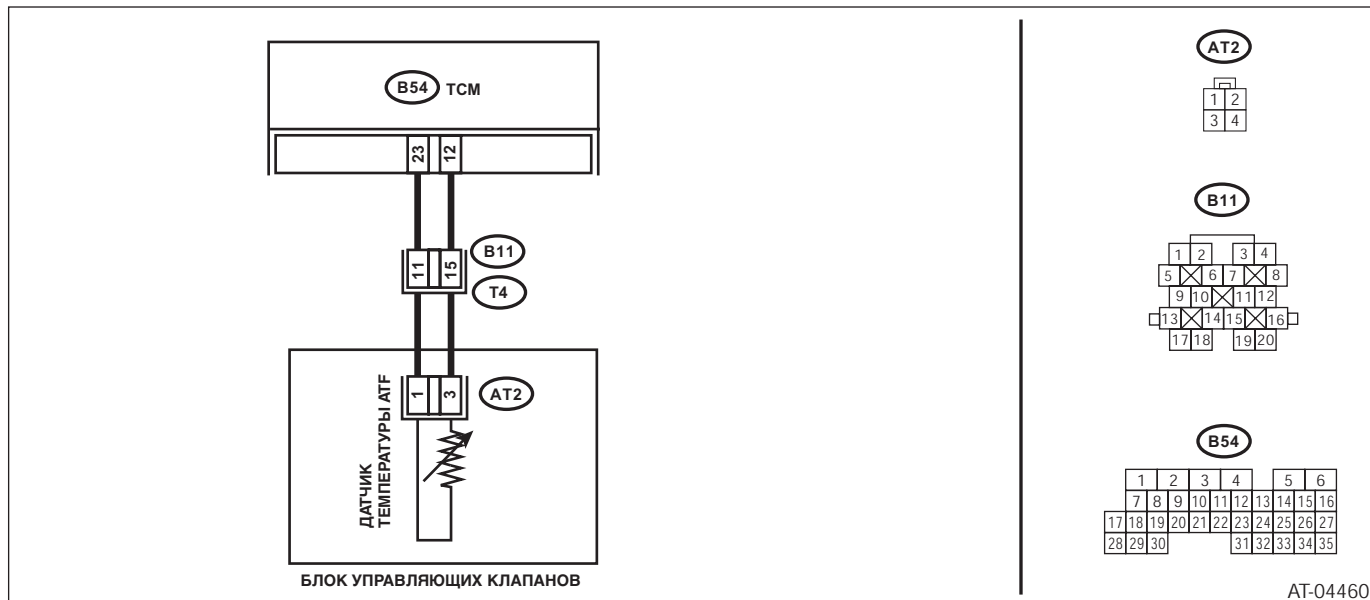 B54 TCM
23 12
11 15
B11
T4
1 3
AT2
ДАТЧИК
ТЕМПЕРАТУРЫ ATF
БЛОК УПРАВЛЯЮЩИХ КЛАПАНОВ
AT2
1 2
3 4
B11
1 2 3 4
5 6 7 8
9 10 11 12
13 14 15 16
17 18 19 20
B54
1 2 3 4 5 6
7 8 9 10 11 12 13 14 15 16
17 18 19 20 21 22 23 24 25 26 27
28 29 30 31 32 33 34 35
AT-04460